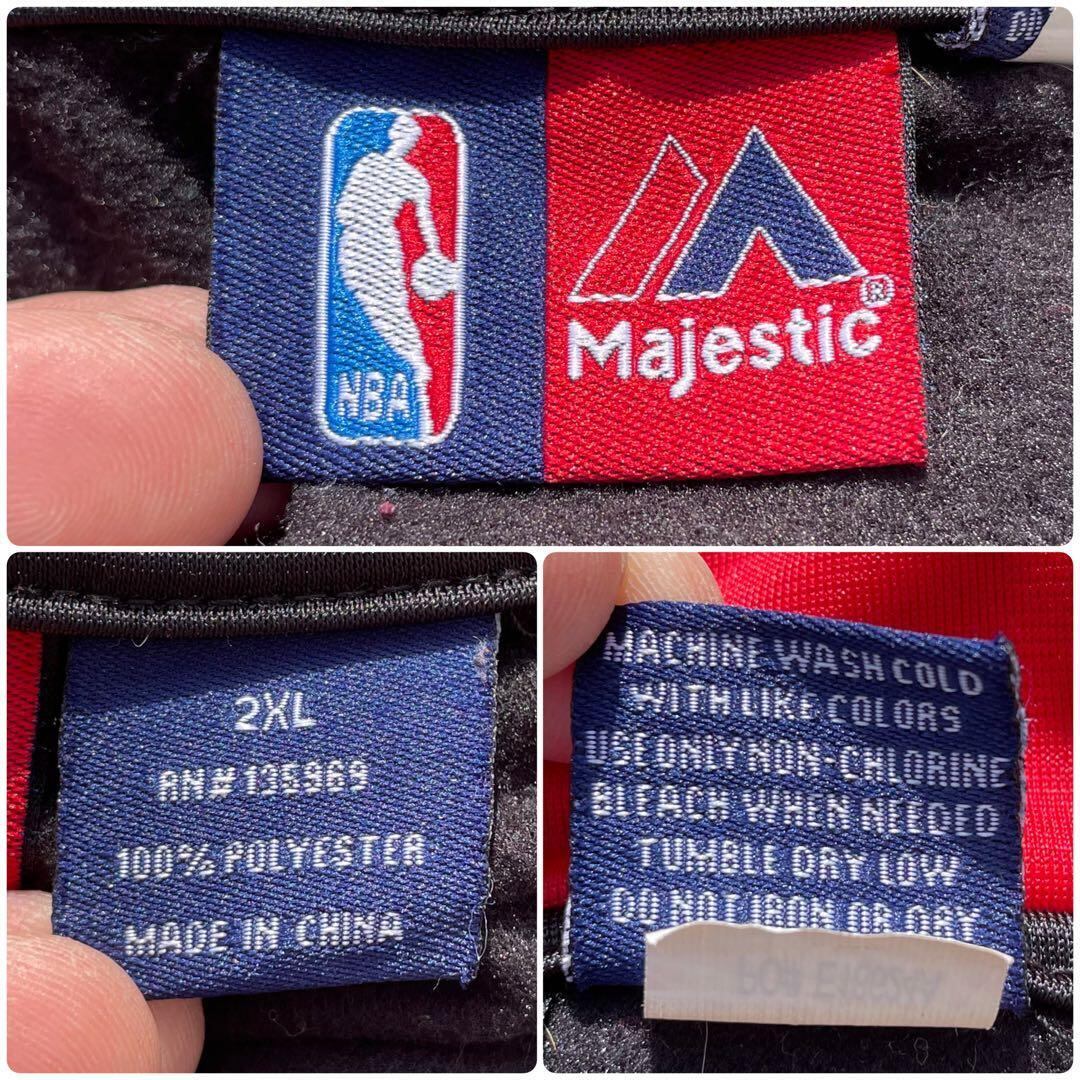 NBA
Majestic®
2XL
RN# 135969
100% POLYESTER
MADE IN CHINA
MACHINE WASH COLD
WITH LIKE COLORS
USE ONLY NON-CHLORINE
BLEACH WHEN NEEDED
TUMBLE DRY LOW
DO NOT IRON OR DRY